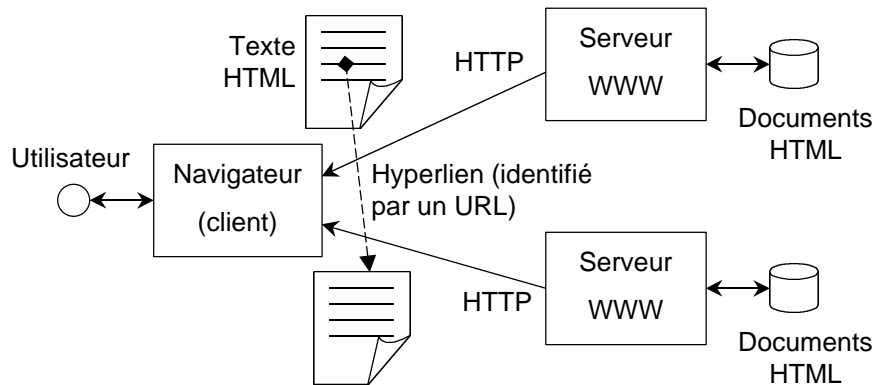 Texte
HTML
HTTP
Serveur
WWW
Documents
HTML
Utilisateur
Navigateur
(client)
Hyperlien (identifié
par un URL)
HTTP
Serveur
WWW
Documents
HTML